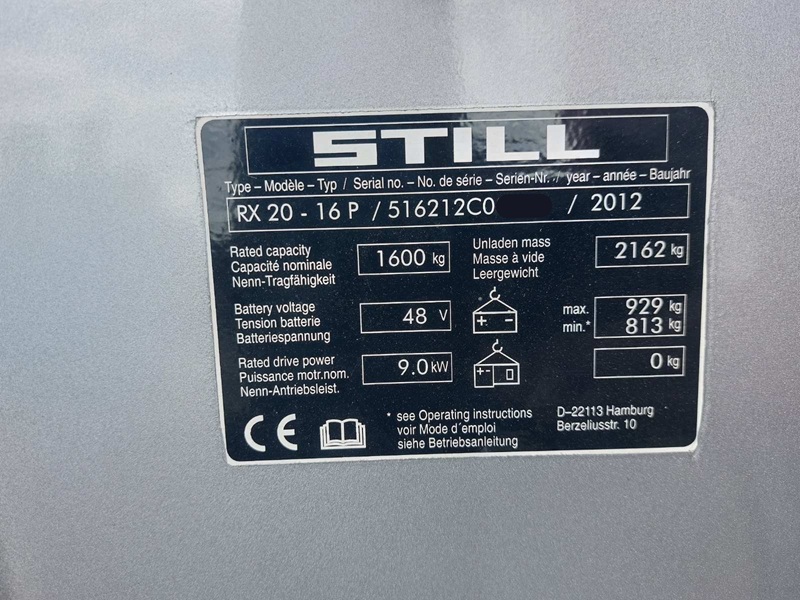 STILL
Type – Modèle – Typ / Serial no. – No. de série – Serien-Nr. / year – année – Baujahr
RX 20 - 16 P / 516212C0 / 2012
Rated capacity
Capacité nominale
Nenn-Tragfähigkeit
1600 kg
Unladen mass
Masse à vide
Leergewicht
2162 kg
Battery voltage
Tension batterie
Batteriespannung
48 V
+ -
max. 929 kg
min.* 813 kg
Rated drive power
Puissance motr.nom.
Nenn-Antriebsleist.
9.0 kW
+ -
0 kg
CE
* see Operating instructions
voir Mode d´emploi
siehe Betriebsanleitung
D–22113 Hamburg
Berzeliusstr. 10